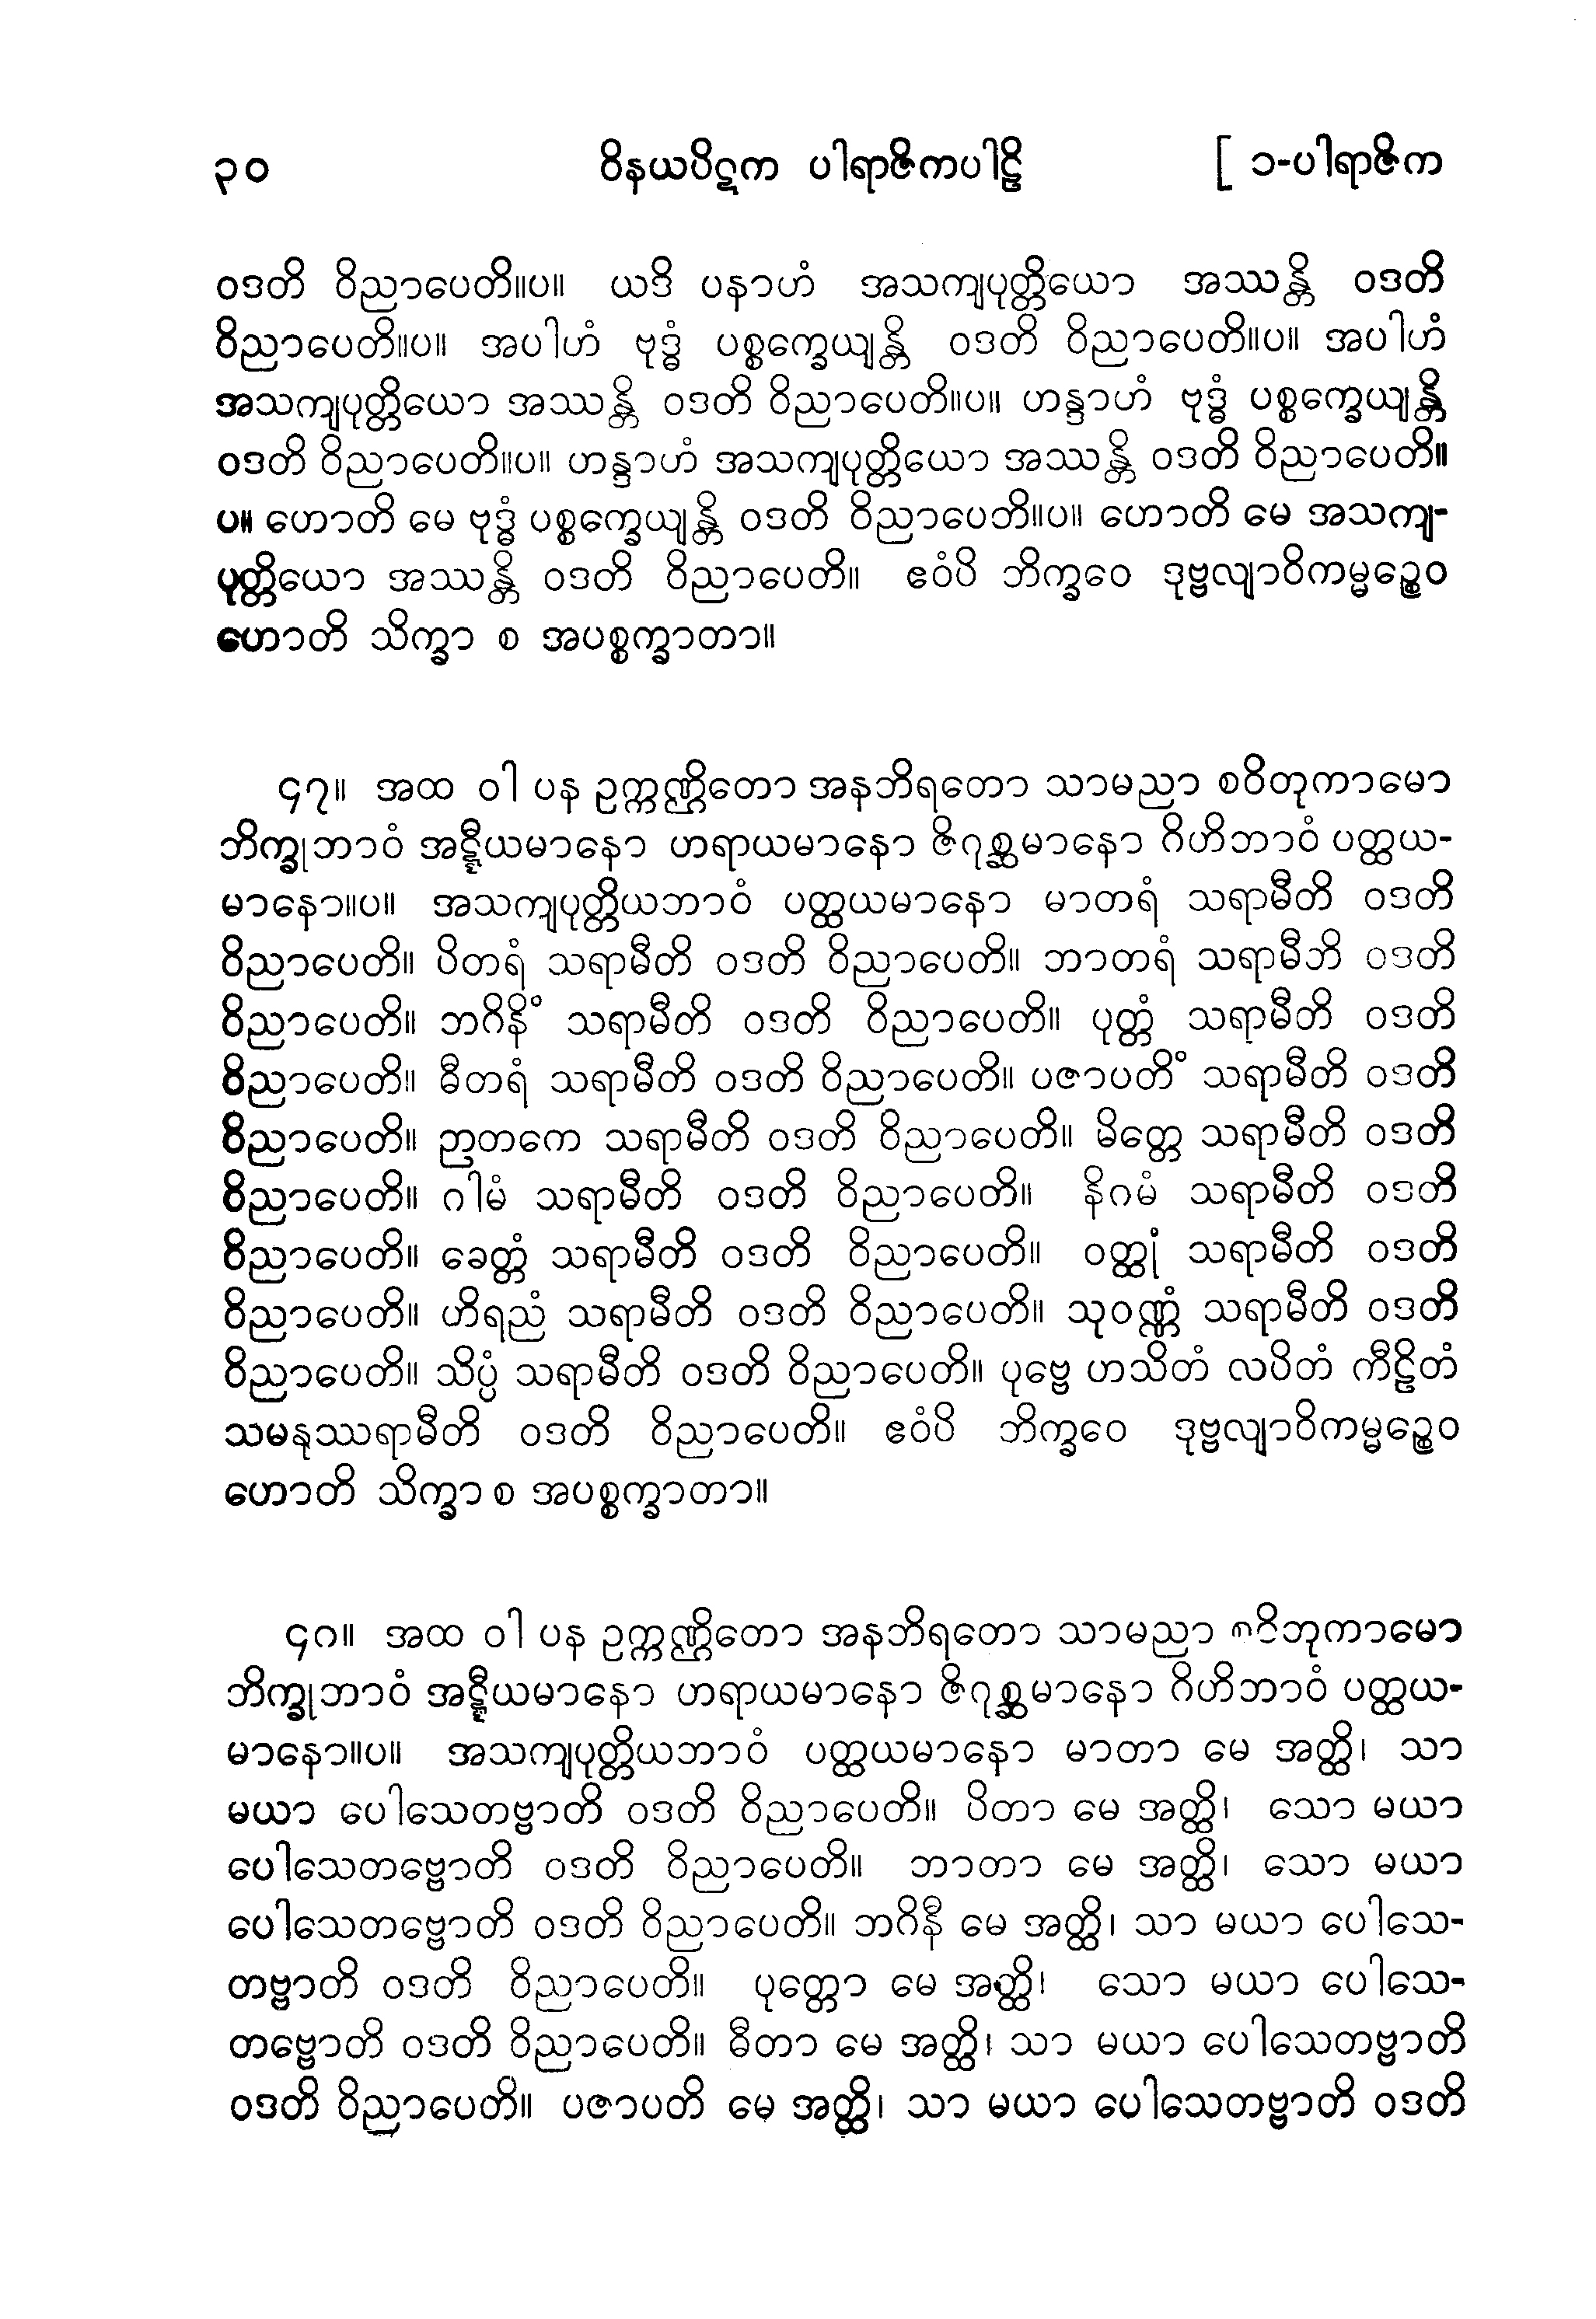 ၃၀ ဝိနယပိဋက ပါရာဇိကပါဠိ [ ၁-ပါရာဇိက
ဝဒတိ ဝိညာပေတိ။ပ။ ယဒိ ပနာဟံ အသကျပုတ္တိယော အဿန္တိ ဝဒတိ
ဝိညာပေတိ။ပ။ အပါဟံ ဗုဒ္ဓံ ပစ္စက္ခေယျန္တိ ဝဒတိ ဝိညာပေတိ။ပ။ အပါဟံ
အသကျပုတ္တိယော အဿန္တိ ဝဒတိ ဝိညာပေတိ။ပ။ ဟန္ဒာဟံ ဗုဒ္ဓံ ပစ္စက္ခေယျန္တိ
ဝဒတိ ဝိညာပေတိ။ပ။ ဟန္ဒာဟံ အသကျပုတ္တိယော အဿန္တိ ဝဒတိ ဝိညာပေတိ။
ပ။ ဟောတိ မေ ဗုဒ္ဓံ ပစ္စက္ခေယျန္တိ ဝဒတိ ဝိညာပေတိ။ပ။ ဟောတိ မေ အသကျ-
ပုတ္တိယော အဿန္တိ ဝဒတိ ဝိညာပေတိ။ ဧဝံပိ ဘိက္ခဝေ ဒုဗ္ဗလျာဝိကမ္မဉ္စေဝ
ဟောတိ သိက္ခာ စ အပစ္စက္ခာတာ။
၄၇။ အထ ဝါ ပန ဥက္ကဏ္ဌိတော အနဘိရတော သာမညာ စဝိတုကာမော
ဘိက္ခုဘာဝံ အဋ္ဋီယမာနော ဟရာယမာနော ဇိဂုစ္ဆမာနော ဂိဟိဘာဝံ ပတ္ထယ-
မာနော။ပ။ အသကျပုတ္တိယဘာဝံ ပတ္ထယမာနော မာတရံ သရာမီတိ ဝဒတိ
ဝိညာပေတိ။ ပိတရံ သရာမီတိ ဝဒတိ ဝိညာပေတိ။ ဘာတရံ သရာမီတိ ဝဒတိ
ဝိညာပေတိ။ ဘဂိနိံ သရာမီတိ ဝဒတိ ဝိညာပေတိ။ ပုတ္တံ သရာမီတိ ဝဒတိ
ဝိညာပေတိ။ ဓီတရံ သရာမီတိ ဝဒတိ ဝိညာပေတိ။ ပဇာပတိံ သရာမီတိ ဝဒတိ
ဝိညာပေတိ။ ဉာတကေ သရာမီတိ ဝဒတိ ဝိညာပေတိ။ မိတ္တေ သရာမီတိ ဝဒတိ
ဝိညာပေတိ။ ဂါမံ သရာမီတိ ဝဒတိ ဝိညာပေတိ။ နိဂမံ သရာမီတိ ဝဒတိ
ဝိညာပေတိ။ ခေတ္တံ သရာမီတိ ဝဒတိ ဝိညာပေတိ။ ဝတ္ထုံ သရာမီတိ ဝဒတိ
ဝိညာပေတိ။ ဟိရညံ သရာမီတိ ဝဒတိ ဝိညာပေတိ။ သုဝဏ္ဏံ သရာမီတိ ဝဒတိ
ဝိညာပေတိ။ သိပ္ပံ သရာမီတိ ဝဒတိ ဝိညာပေတိ။ ပုဗ္ဗေ ဟသိတံ လပိတံ ကီဠိတံ
သမနုဿရာမီတိ ဝဒတိ ဝိညာပေတိ။ ဧဝံပိ ဘိက္ခဝေ ဒုဗ္ဗလျာဝိကမ္မဉ္စေဝ
ဟောတိ သိက္ခာ စ အပစ္စက္ခာတာ။
၄၈။ အထ ဝါ ပန ဥက္ကဏ္ဌိတော အနဘိရတော သာမညာ စဝိတုကာမော
ဘိက္ခုဘာဝံ အဋ္ဋီယမာနော ဟရာယမာနော ဇိဂုစ္ဆမာနော ဂိဟိဘာဝံ ပတ္ထယ-
မာနော။ပ။ အသကျပုတ္တိယဘာဝံ ပတ္ထယမာနော မာတာ မေ အတ္ထိ၊ သာ
မယာ ပေါသေတဗ္ဗာတိ ဝဒတိ ဝိညာပေတိ။ ပိတာ မေ အတ္ထိ၊ သော မယာ
ပေါသေတဗ္ဗောတိ ဝဒတိ ဝိညာပေတိ။ ဘာတာ မေ အတ္ထိ၊ သော မယာ
ပေါသေတဗ္ဗောတိ ဝဒတိ ဝိညာပေတိ။ ဘဂိနီ မေ အတ္ထိ၊ သာ မယာ ပေါသေ-
တဗ္ဗာတိ ဝဒတိ ဝိညာပေတိ။ ပုတ္တော မေ အတ္ထိ၊ သော မယာ ပေါသေ-
တဗ္ဗောတိ ဝဒတိ ဝိညာပေတိ။ ဓီတာ မေ အတ္ထိ၊ သာ မယာ ပေါသေတဗ္ဗာတိ
ဝဒတိ ဝိညာပေတိ။ ပဇာပတိ မေ အတ္ထိ၊ သာ မယာ ပေါသေတဗ္ဗာတိ ဝဒတိ